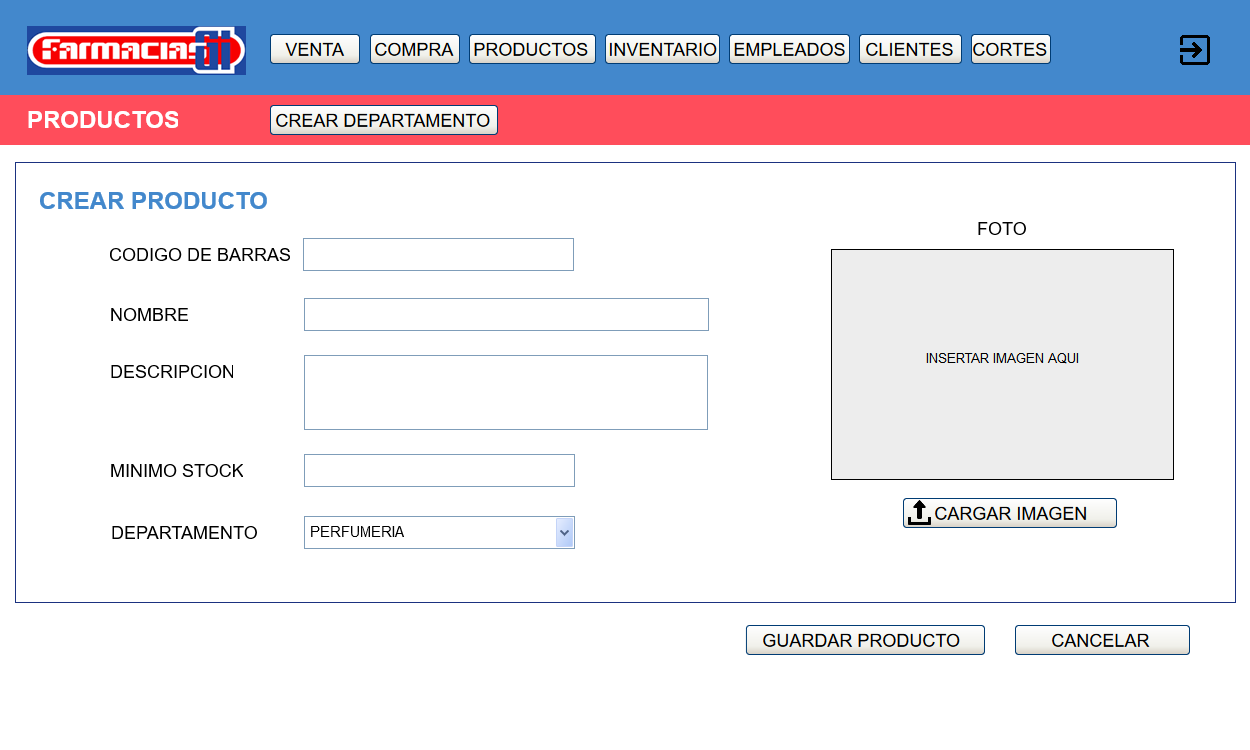 Farmacias GI VENTA COMPRA PRODUCTOS INVENTARIO EMPLEADOS CLIENTES CORTES
PRODUCTOS CREAR DEPARTAMENTO
CREAR PRODUCTO
FOTO
CODIGO DE BARRAS
NOMBRE
INSERTAR IMAGEN AQUI
DESCRIPCION
MINIMO STOCK
CARGAR IMAGEN
DEPARTAMENTO PERFUMERIA
GUARDAR PRODUCTO CANCELAR